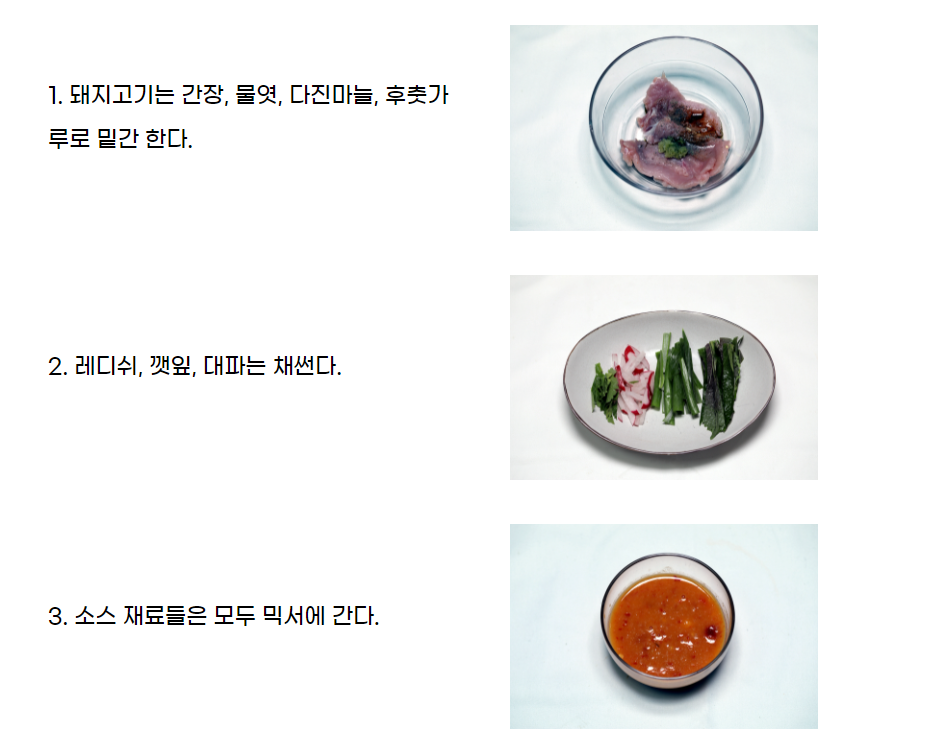 1. 돼지고기는 간장, 물엿, 다진마늘, 후춧가
루로 밑간 한다.
2. 레디쉬, 깻잎, 대파는 채썬다.
3. 소스 재료들은 모두 믹서에 간다.